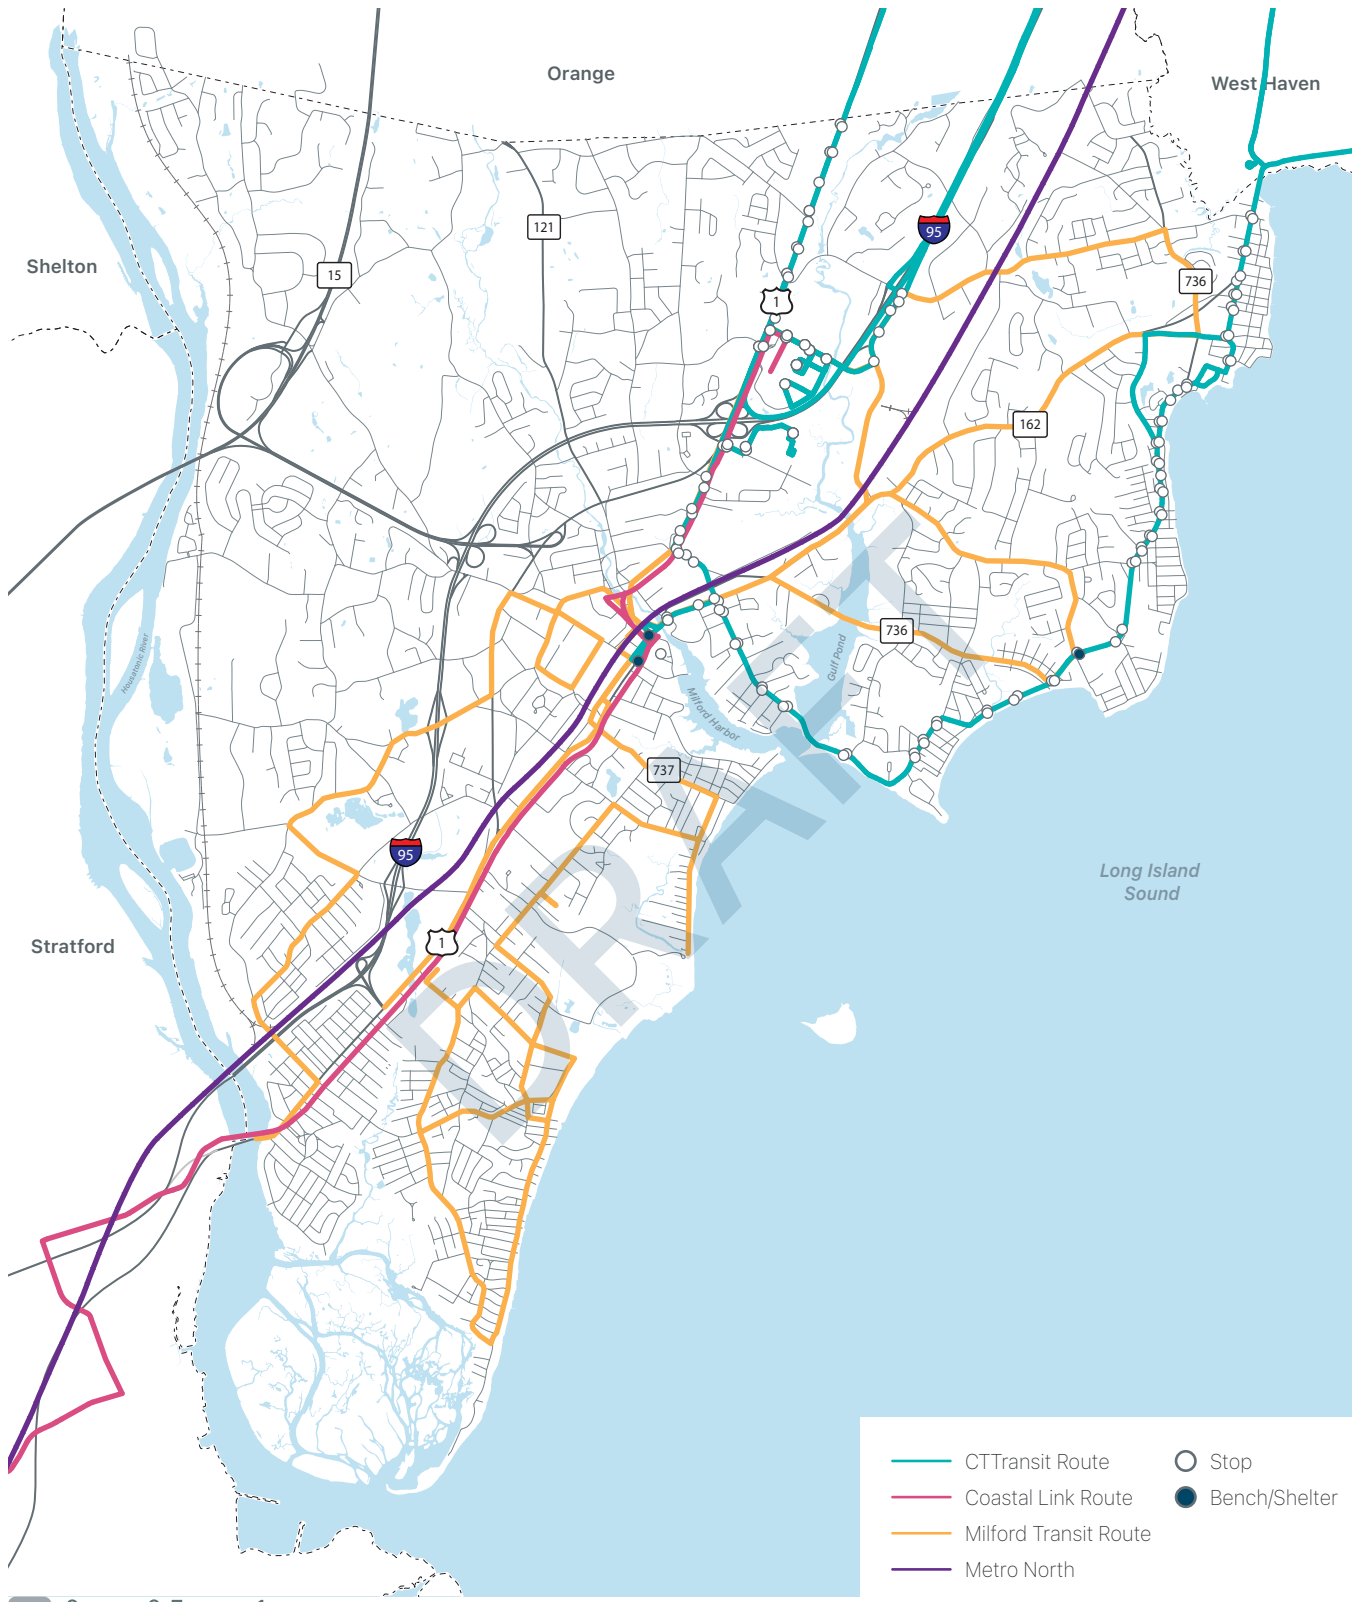 Orange
West Haven
121
95
Shelton
15
736
1
162
Housatonic River
736
Gulf Pond
Milford Harbor
737
95
Long Island
Sound
1
Stratford
DRAFT
CTTransit Route
Coastal Link Route
Milford Transit Route
Metro North
Stop
Bench/Shelter